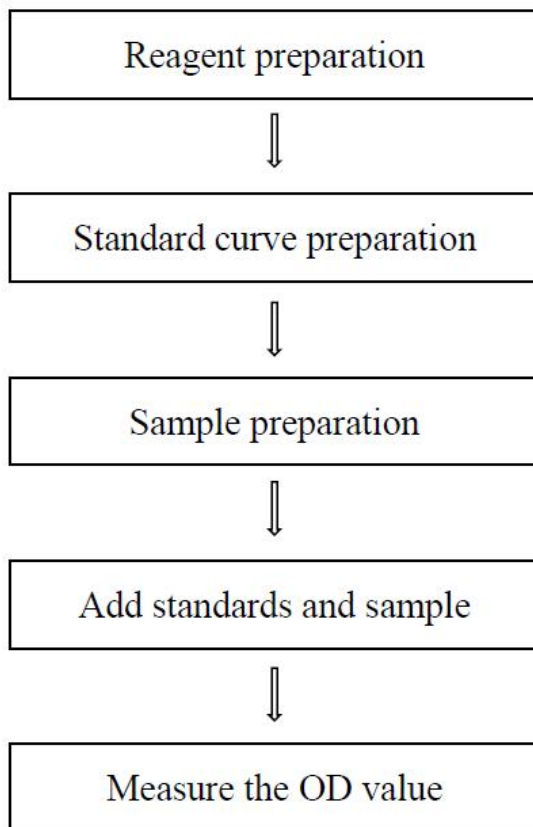 Reagent preparation
Standard curve preparation
Sample preparation
Add standards and sample
Measure the OD value